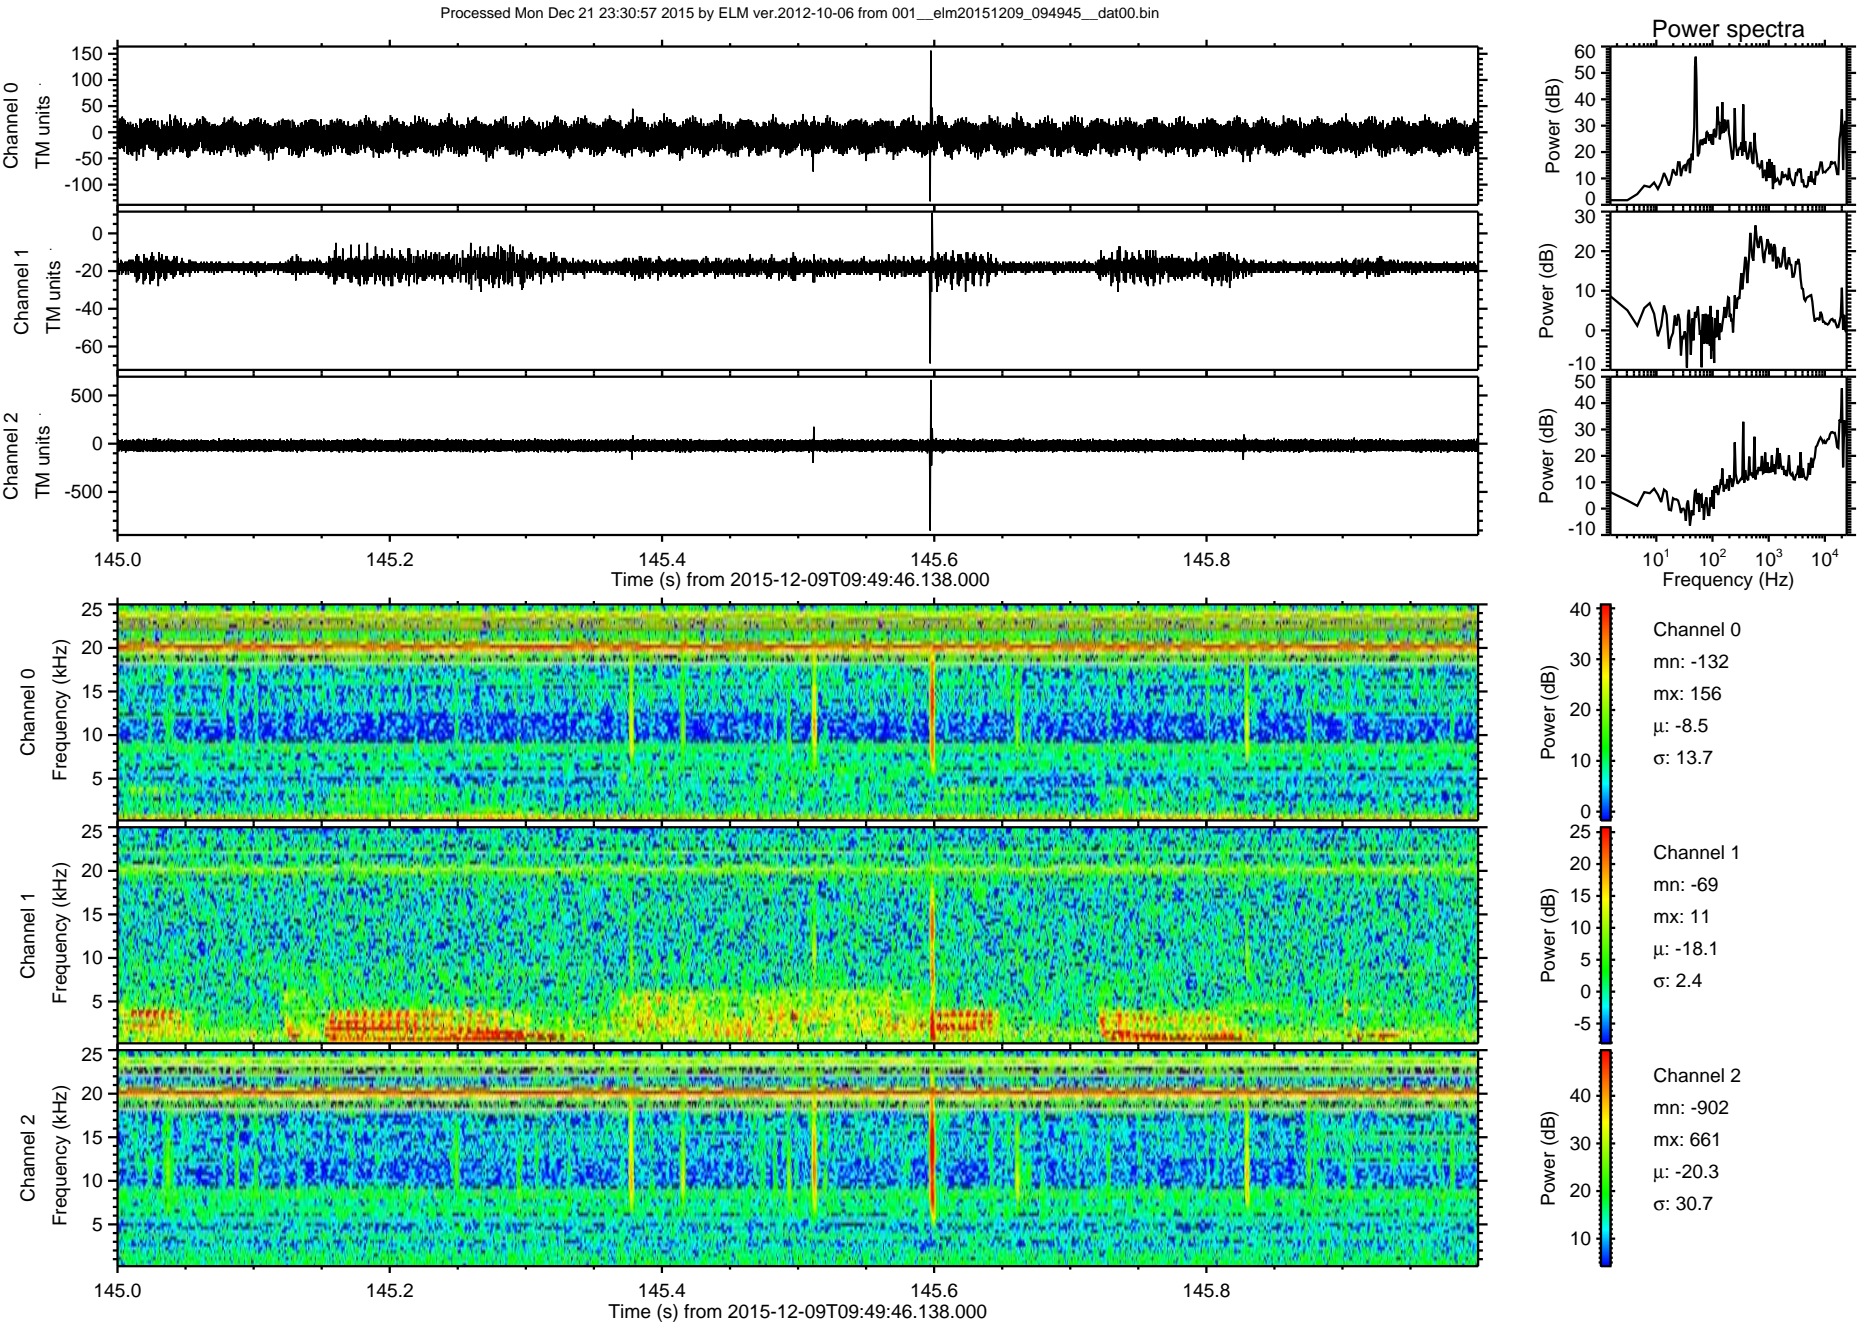 Processed Mon Dec 21 23:30:57 2015 by ELM ver.2012-10-06 from 001__elm20151209_094945__dat00.bin
Power spectra
Channel 0
TM units
150
100
50
0
-50
-100
Power (dB)
60
50
40
30
20
10
0
Channel 1
TM units
0
-20
-40
-60
Power (dB)
30
20
10
0
-10
Channel 2
TM units
500
0
-500
Power (dB)
50
40
30
20
10
0
-10
145.0 145.2 145.4 145.6 145.8
Time (s) from 2015-12-09T09:49:46.138.000
10^1 10^2 10^3 10^4
Frequency (Hz)
Channel 0
Frequency (kHz)
25
20
15
10
5
Power (dB)
40
30
20
10
0
Channel 0
mn: -132
mx: 156
μ: -8.5
σ: 13.7
Channel 1
Frequency (kHz)
25
20
15
10
5
Power (dB)
25
20
15
10
5
0
-5
Channel 1
mn: -69
mx: 11
μ: -18.1
σ: 2.4
Channel 2
Frequency (kHz)
25
20
15
10
5
Power (dB)
40
30
20
10
Channel 2
mn: -902
mx: 661
μ: -20.3
σ: 30.7
145.0 145.2 145.4 145.6 145.8
Time (s) from 2015-12-09T09:49:46.138.000